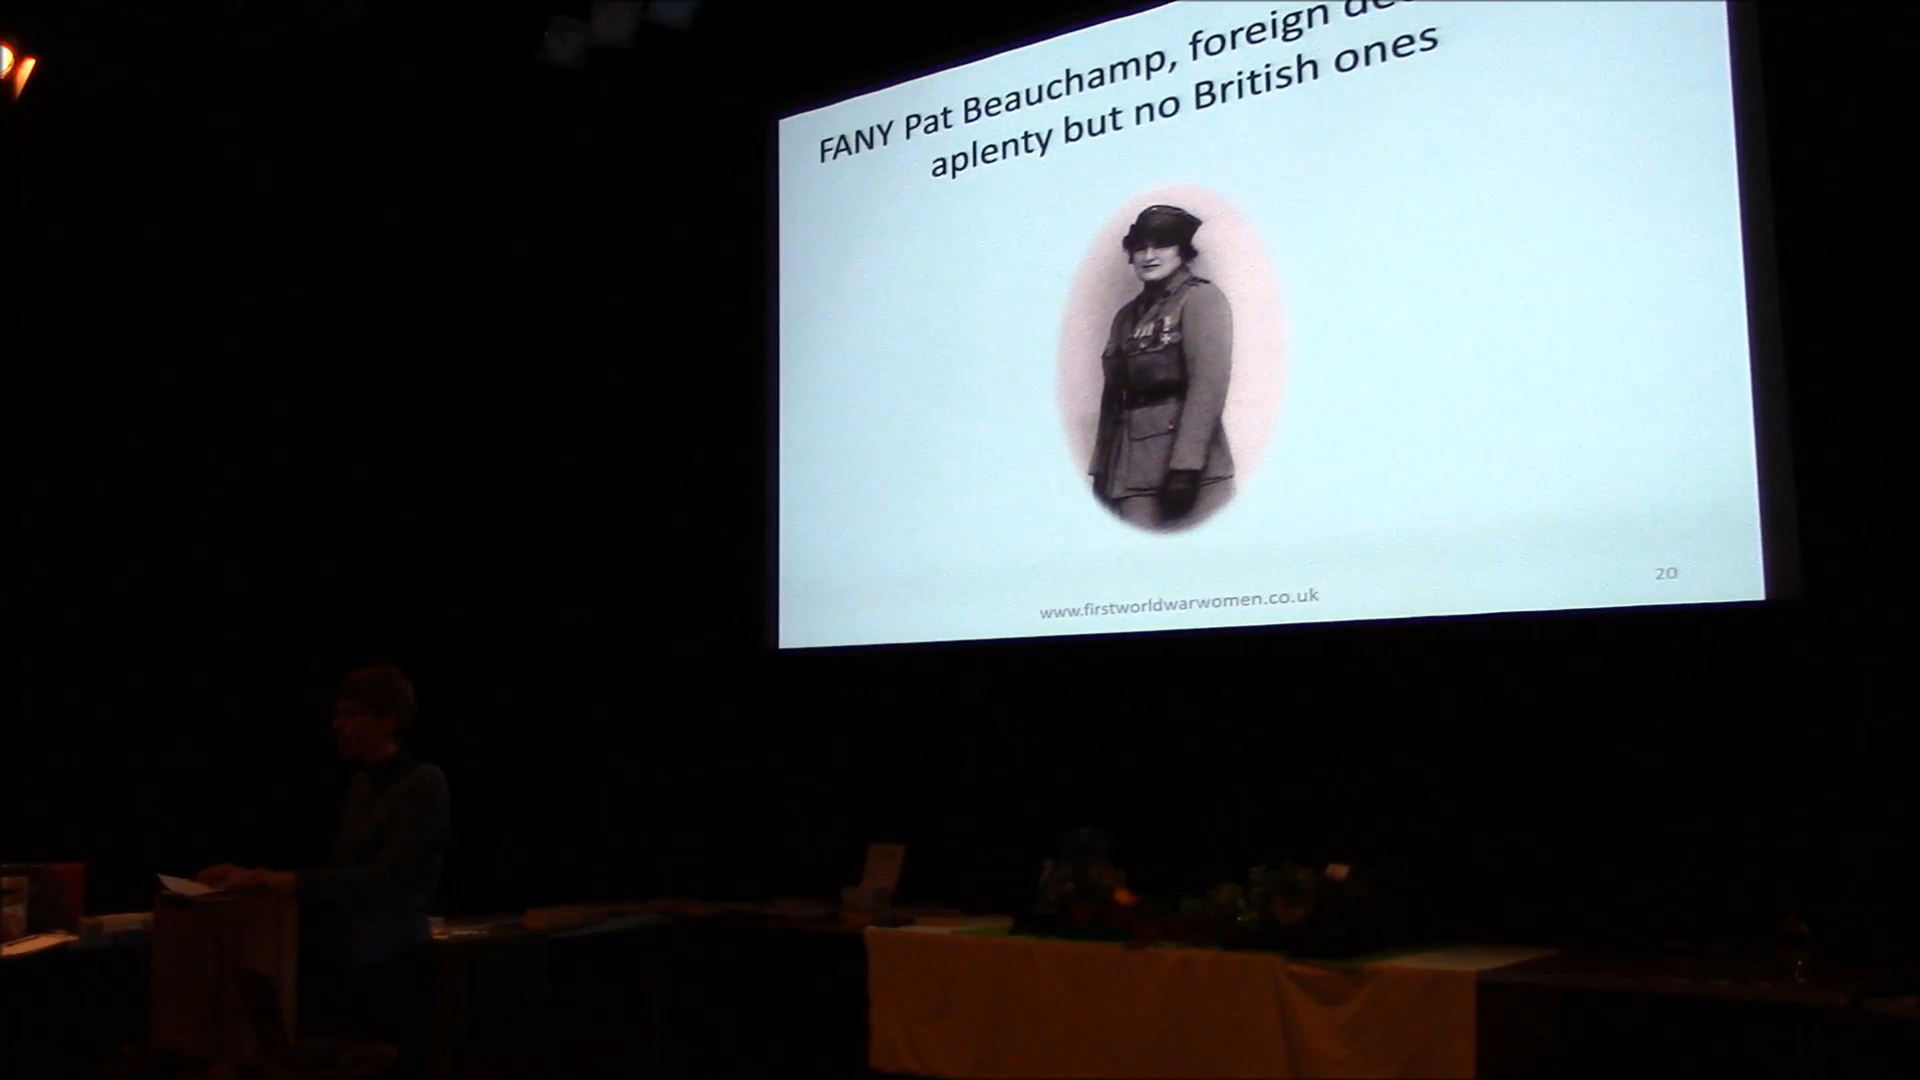 FANY Pat Beauchamp, foreign
aplenty but no British ones
www.firstworldwarwomen.co.uk
20